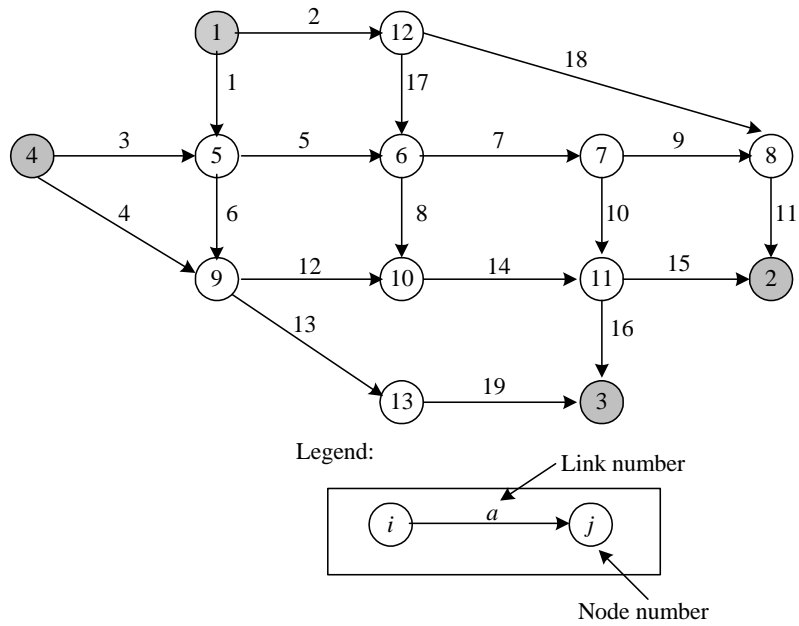 2
1 12
18
1 17
3 5 7 9
4 5 6 7 8
4 6 8 10 11
12 14 15
9 10 11 2
13 16
19
13 3
Legend:
Link number
a
i j
Node number